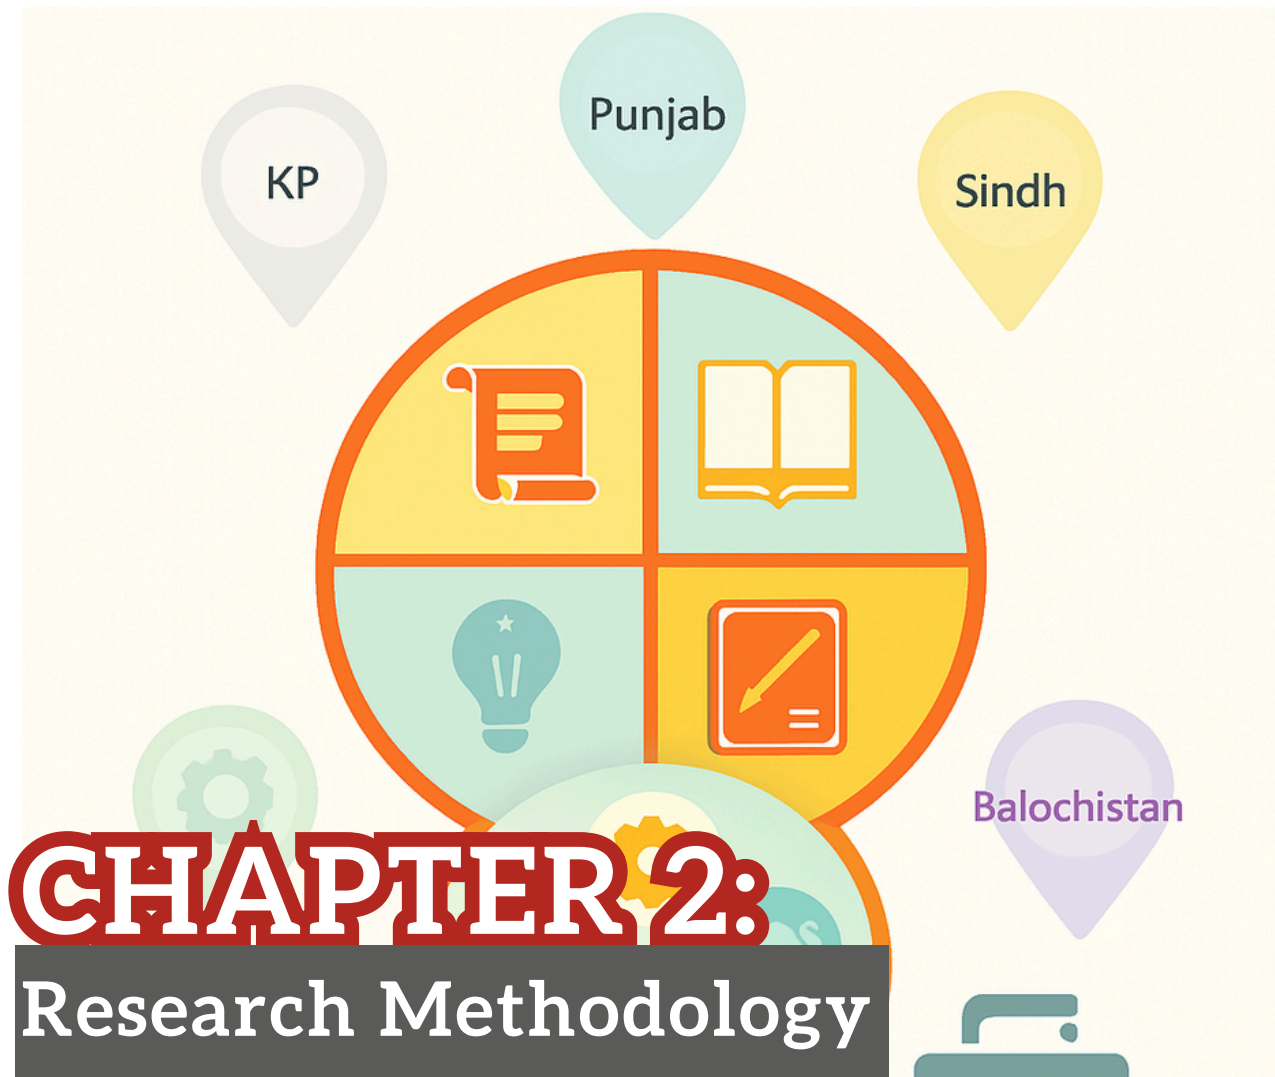 Punjab
KP
Sindh
Balochistan
CHAPTER 2:
Research Methodology